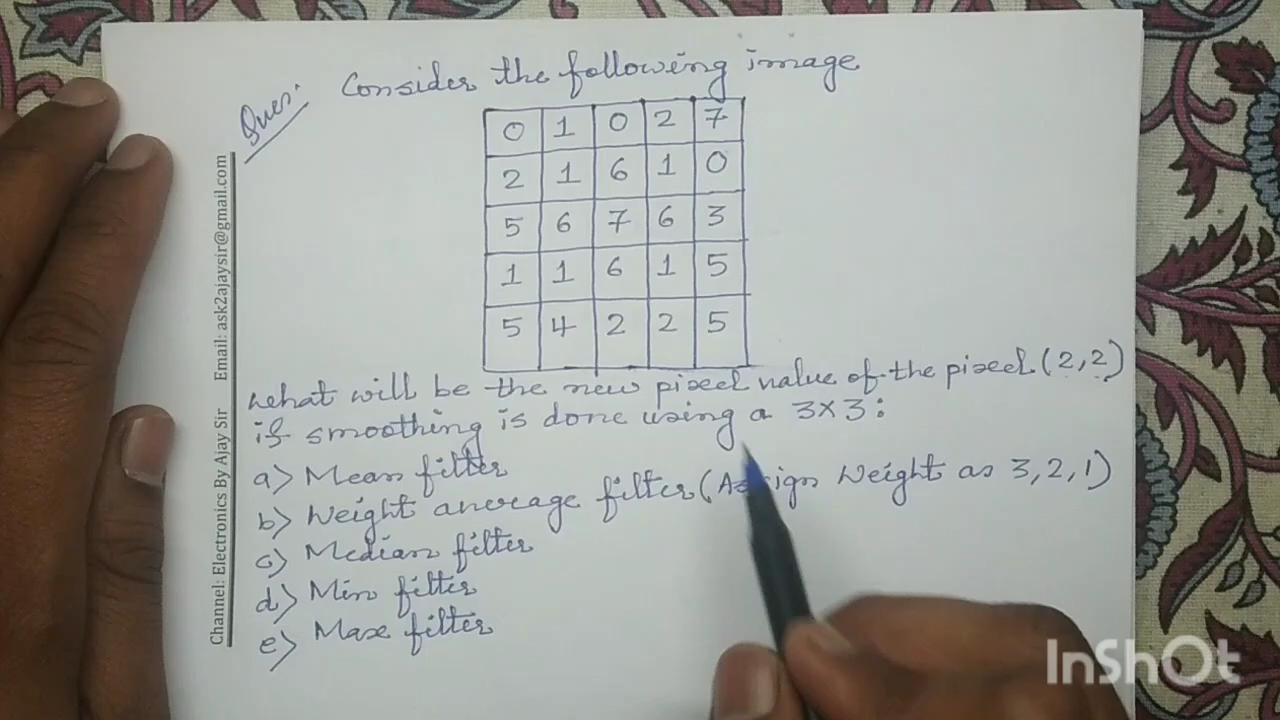 Ques:
Consider the following image
0 1 0 2 7
2 1 6 1 0
5 6 7 6 3
1 1 6 1 5
5 4 2 2 5
what will be the new pixel value of the pixel (2,2)
if smoothing is done using a 3×3:
a) Mean filter
b) Weight average filter (Assign Weight as 3, 2, 1)
c) Median filter
d) Min filter
e) Max filter
Channel: Electronics By Ajay Sir Email: ask2ajaysir@gmail.com
InShOt